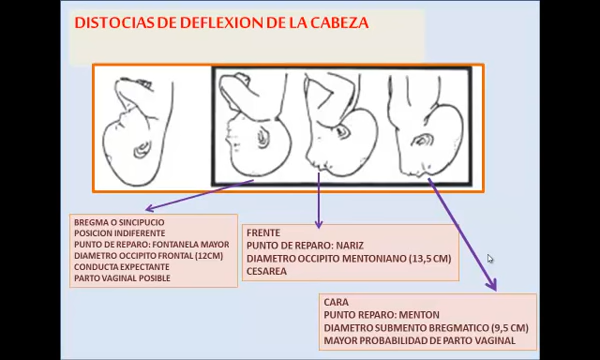 DISTOCIAS DE DEFLEXION DE LA CABEZA
BREGMA O SINCIPUCIO
POSICION INDIFERENTE
PUNTO DE REPARO: FONTANELA MAYOR
DIAMETRO OCCIPITO FRONTAL (12CM)
CONDUCTA EXPECTANTE
PARTO VAGINAL POSIBLE
FRENTE
PUNTO DE REPARO: NARIZ
DIAMETRO OCCIPITO MENTONIANO (13,5 CM)
CESAREA
CARA
PUNTO REPARO: MENTON
DIAMETRO SUBMENTO BREGMATICO (9,5 CM)
MAYOR PROBABILIDAD DE PARTO VAGINAL